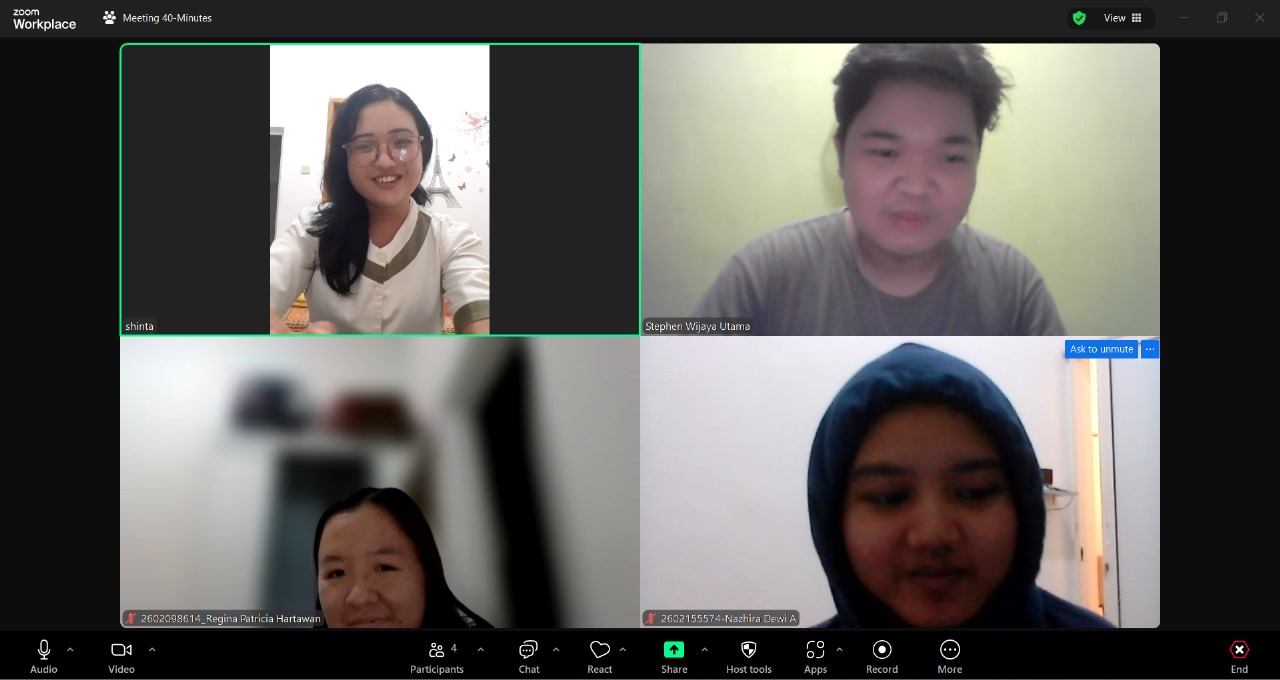 zoom
Workplace
Meeting 40-Minutes
View
shinta
Stephen Wijaya Utama
Ask to unmute
2602098614_Regina Patricia Hartawan
2602155574-Nazhira Dewi A
4
Audio
Video
Participants
Chat
React
Share
Host tools
Apps
Record
More
End